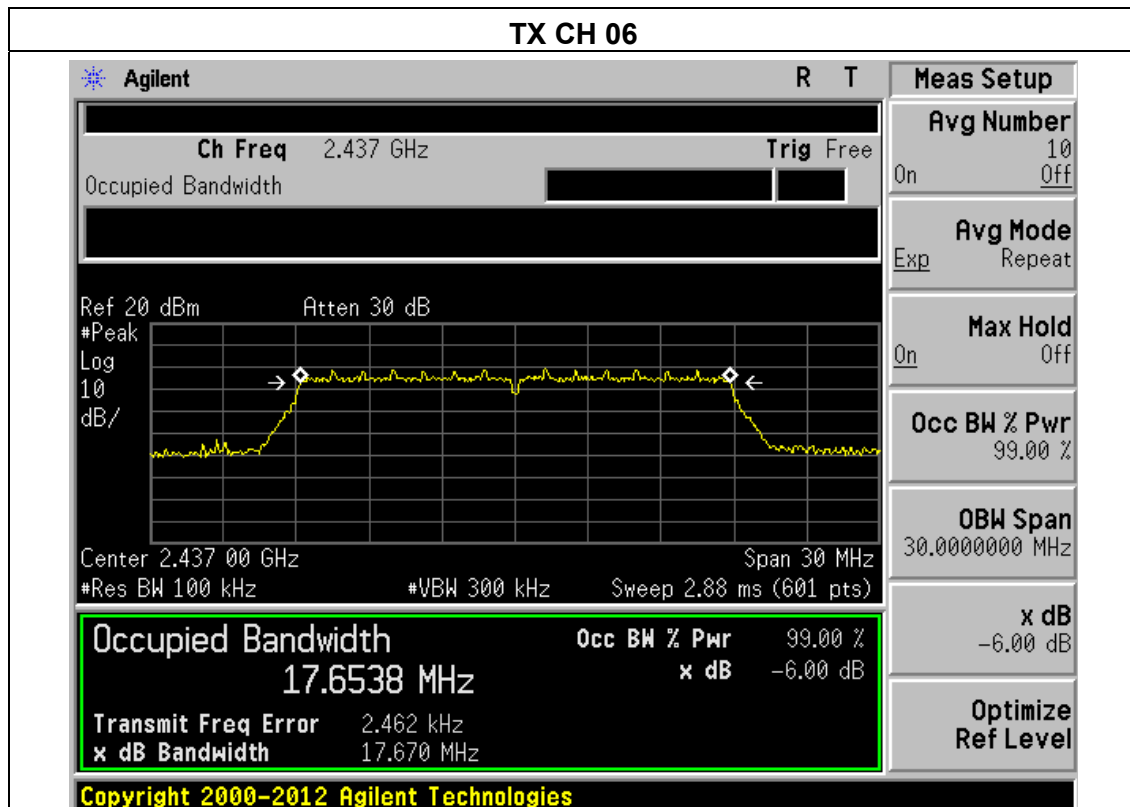 TX CH 06
Agilent R T
Ch Freq 2.437 GHz Trig Free
Occupied Bandwidth
Ref 20 dBm Atten 30 dB
#Peak
Log
10
dB/
Center 2.437 00 GHz Span 30 MHz
#Res BW 100 kHz #VBW 300 kHz Sweep 2.88 ms (601 pts)
Occupied Bandwidth Occ BW % Pwr 99.00 %
17.6538 MHz x dB -6.00 dB
Transmit Freq Error 2.462 kHz
x dB Bandwidth 17.670 MHz
Copyright 2000-2012 Agilent Technologies
Meas Setup
Avg Number
10
On Off
Avg Mode
Exp Repeat
Max Hold
On Off
Occ BW % Pwr
99.00 %
OBW Span
30.0000000 MHz
x dB
-6.00 dB
Optimize
Ref Level